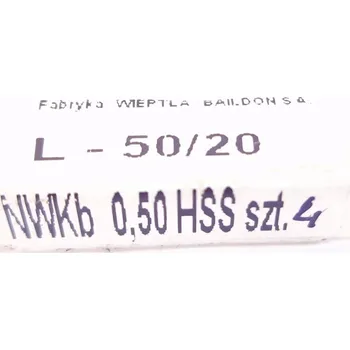 Fabryka WIERTŁA BAILDON S.A.
L - 50/20
NWKb 0,50 HSS szt. 4